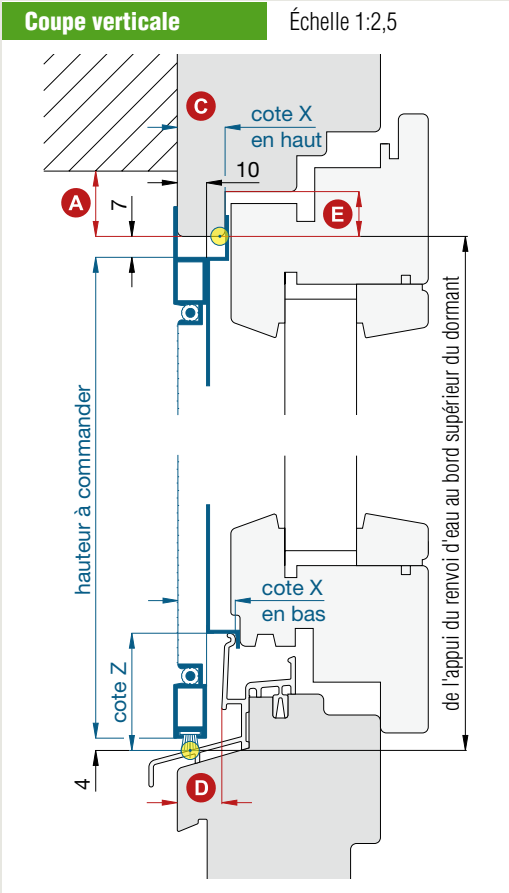 Coupe verticale
Échelle 1:2,5
C
cote X
en haut
10
A
7
E
hauteur à commander
de l'appui du renvoi d'eau au bord supérieur du dormant
cote X
en bas
cote Z
4
D